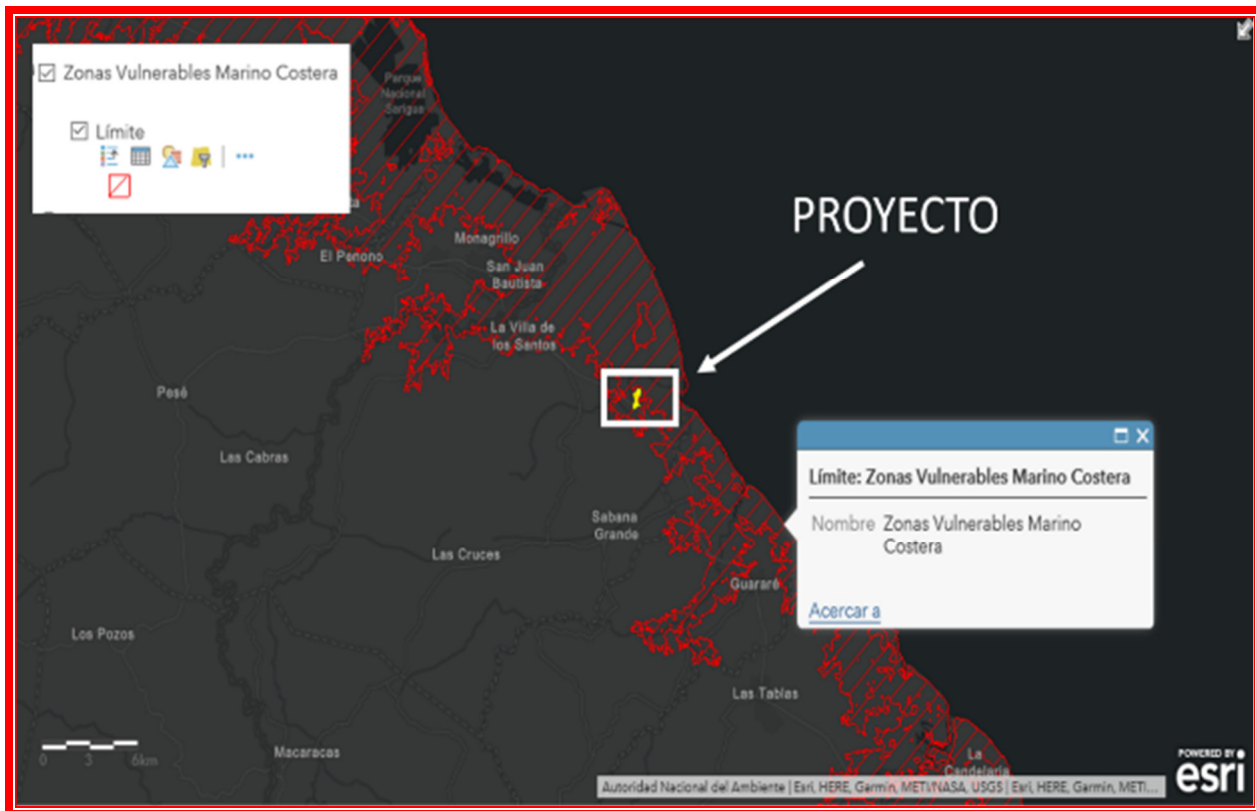 Zonas Vulnerables Marino Costera
Límite
Parque
Nacional
Sarigua
PROYECTO
Monagrillo
El Penono
San Juan
Bautista
La Villa de
los Santos
Pesé
Las Cabras
Límite: Zonas Vulnerables Marino Costera
Nombre Zonas Vulnerables Marino
Costera
Acercar a
Sabana
Grande
Las Cruces
Guararé
Los Pozos
Las Tablas
Macaracas
La
Candelaria
0 3 6km
POWERED BY
esri
Autoridad Nacional del Ambiente | Esri, HERE, Garmin, METI/NASA, USGS | Esri, HERE, Garmin, METI...